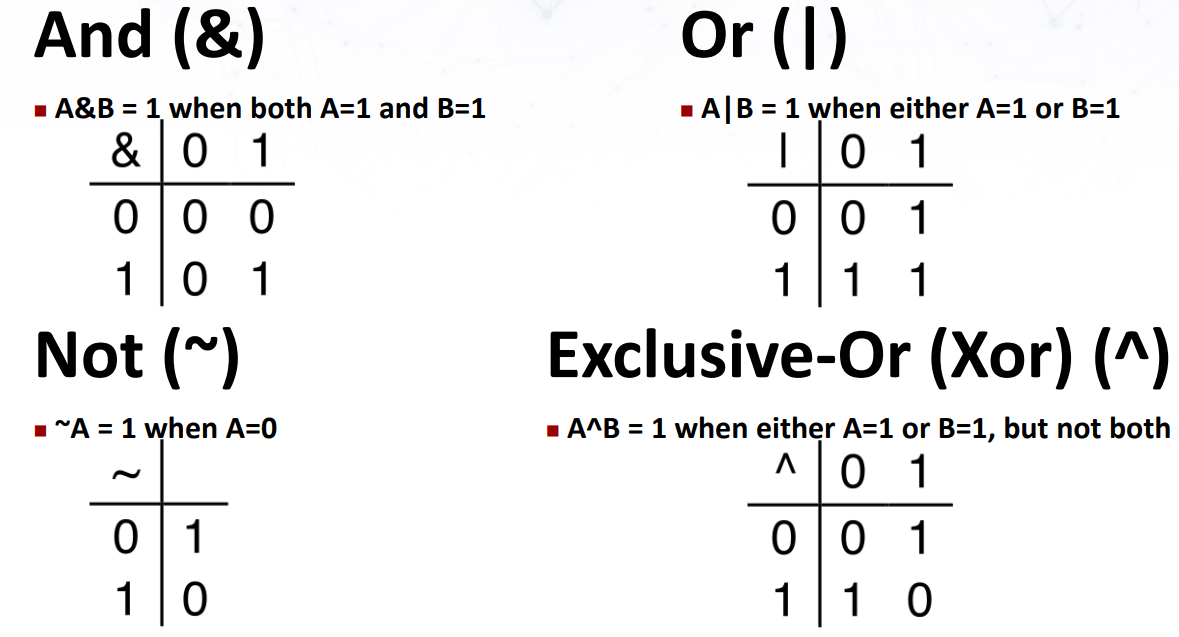 And (&)
▪ A&B = 1 when both A=1 and B=1
& 0 1
0 0 0
1 0 1
Or (|)
▪ A|B = 1 when either A=1 or B=1
| 0 1
0 0 1
1 1 1
Not (~)
▪ ~A = 1 when A=0
~
0 1
1 0
Exclusive-Or (Xor) (^)
▪ A^B = 1 when either A=1 or B=1, but not both
^ 0 1
0 0 1
1 1 0